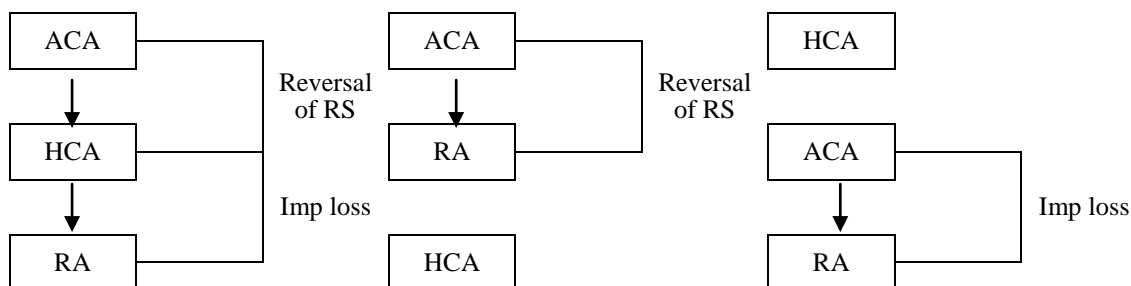 ACA
HCA
RA
Reversal
of RS
Imp loss
ACA
RA
HCA
Reversal
of RS
HCA
ACA
RA
Imp loss